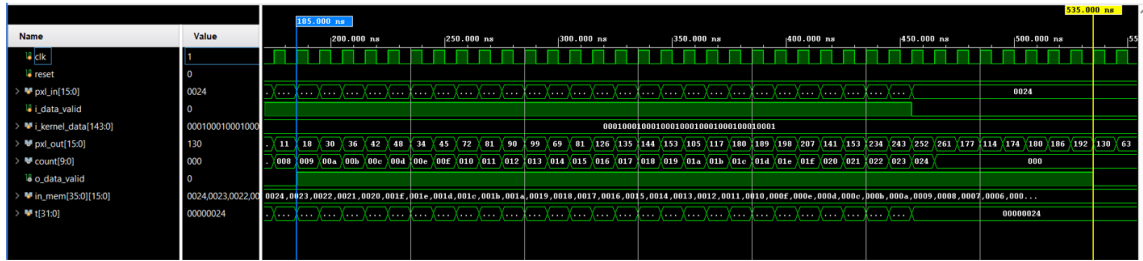 185.000 ns
535.000 ns
Name Value
200.000 ns 250.000 ns 300.000 ns 350.000 ns 400.000 ns 450.000 ns 500.000 ns 55
clk 1
reset 0
pxl_in[15:0] 0024 ... ... ... ... ... ... ... ... ... ... ... ... ... ... ... ... ... ... ... ... ... ... ... ... ... ... ... 0024
i_data_valid 0
i_kernel_data[143:0] 000100010001000 000100010001000100010001000100010001
pxl_out[15:0] 130 . 11 18 30 36 42 48 34 45 72 81 90 99 69 81 126 135 144 153 105 117 180 189 198 207 141 153 234 243 252 261 177 114 174 180 186 192 130 63
count[9:0] 000 . 008 009 00a 00b 00c 00d 00e 00f 010 011 012 013 014 015 016 017 018 019 01a 01b 01c 01d 01e 01f 020 021 022 023 024 000
o_data_valid 0
in_mem[35:0][15:0] 0024,0023,0022,00 0024,0023,0022,0021,0020,001f,001e,001d,001c,001b,001a,0019,0018,0017,0016,0015,0014,0013,0012,0011,0010,000f,000e,000d,000c,000b,000a,0009,0008,0007,0006,000...
t[31:0] 00000024 ... ... ... ... ... ... ... ... ... ... ... ... ... ... ... ... ... ... ... ... ... ... ... ... ... ... ... 00000024